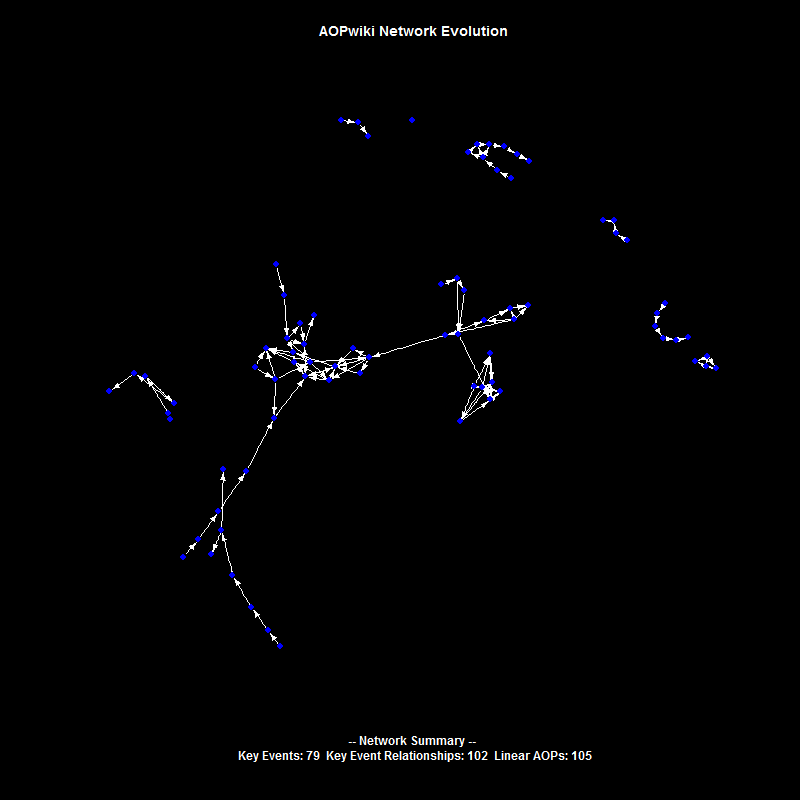 AOPwiki Network Evolution
-- Network Summary --
Key Events: 79  Key Event Relationships: 102  Linear AOPs: 105